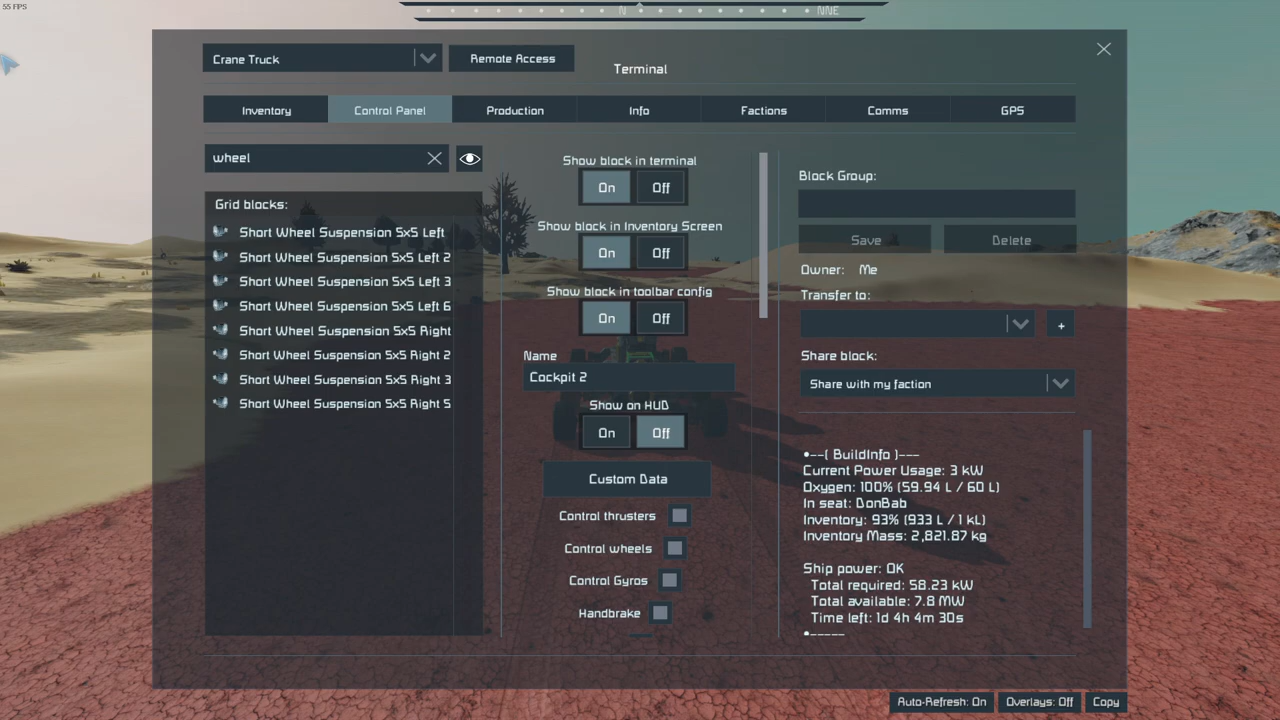 55 FPS
N
NNE
Crane Truck
Remote Access
Terminal
Inventory
Control Panel
Production
Info
Factions
Comms
GPS
wheel
Grid blocks:
Short Wheel Suspension 5x5 Left
Short Wheel Suspension 5x5 Left 2
Short Wheel Suspension 5x5 Left 3
Short Wheel Suspension 5x5 Left 6
Short Wheel Suspension 5x5 Right
Short Wheel Suspension 5x5 Right 2
Short Wheel Suspension 5x5 Right 3
Short Wheel Suspension 5x5 Right 5
Show block in terminal
On Off
Show block in Inventory Screen
On Off
Show block in toolbar config
On Off
Name
Cockpit 2
Show on HUD
On Off
Custom Data
Control thrusters
Control wheels
Control Gyros
Handbrake
Block Group:
Save
Delete
Owner: Me
Transfer to:
+
Share block:
Share with my faction
•--( BuildInfo )---
Current Power Usage: 3 kW
Oxygen: 100% (59.94 L / 60 L)
In seat: DonBab
Inventory: 93% (933 L / 1 kL)
Inventory Mass: 2,821.87 kg
Ship power: OK
Total required: 58.23 kW
Total available: 7.8 MW
Time left: 1d 4h 4m 30s
•-----
Auto-Refresh: On
Overlays: Off
Copy